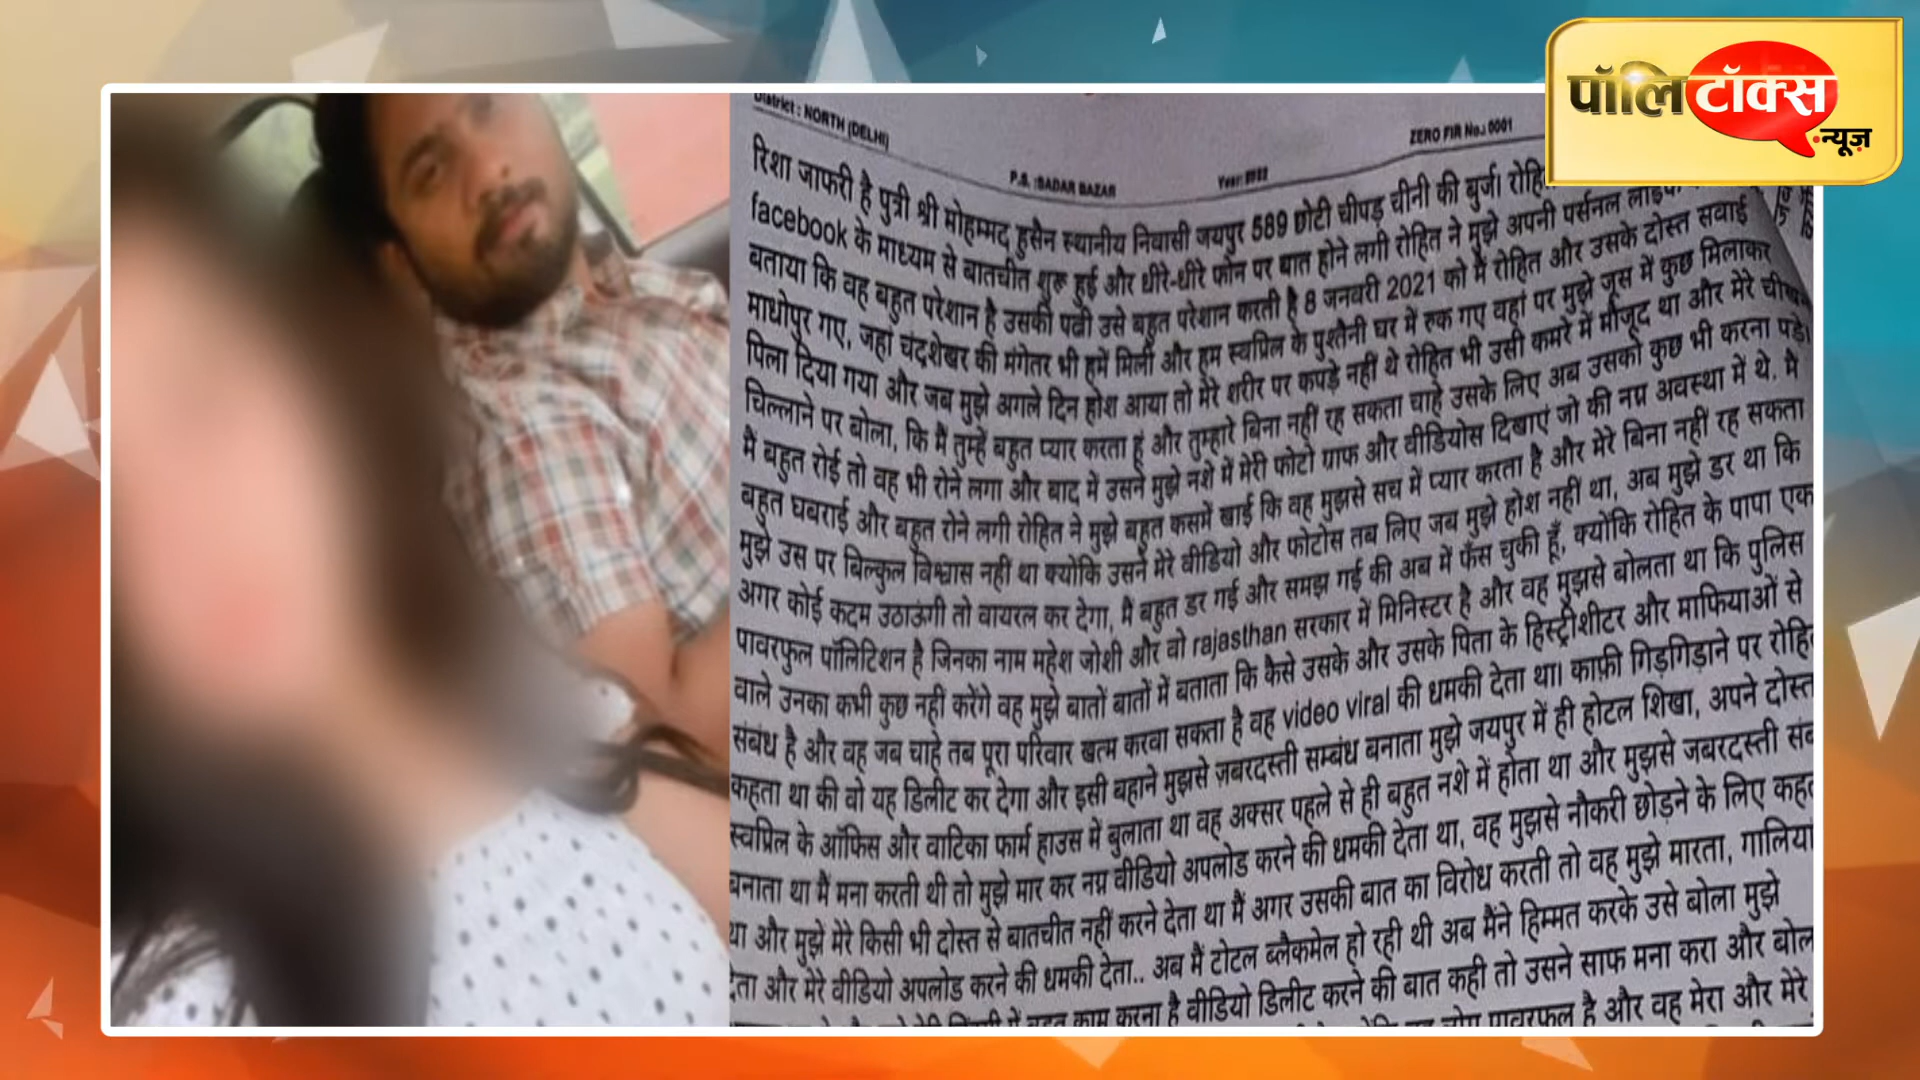 पॉलिटॉक्स
न्यूज़
District : NORTH (DELHI)
P.S. :SADAR BAZAR
ZERO FIR No.: 0001
रिशा जाफरी है पुत्री श्री मोहम्मद हुसैन स्थानीय निवासी जयपुर 589 छोटी चीपड़ चीनी की बुर्ज।
facebook के माध्यम से बातचीत शुरू हुई और धीरे-धीरे फोन पर बात होने लगी रोहित ने मुझे अपनी पर्सनल
बताया कि वह बहुत परेशान है उसकी पत्नी उसे बहुत परेशान करती है 8 जनवरी 2021 को मैं रोहित और उसके दोस्त सवाई
माधोपुर गए, जहां चंदशेखर की मंगेतर भी हमें मिली और हम स्वप्रिल के पुश्तैनी घर में रुक गए वहां पर मुझे जूस में कुछ मिलाकर
पिला दिया गया और जब मुझे अगले दिन होश आया तो मेरे शरीर पर कपड़े नहीं थे रोहित भी उसी कमरे में मौजूद था और मेरे
चिल्लाने पर बोला, कि मैं तुम्हें बहुत प्यार करता हूं और तुम्हारे बिना नहीं रह सकता चाहे उसके लिए अब उसको कुछ भी करना पड़े।
मैं बहुत रोई तो वह भी रोने लगा और बाद में उसने मुझे नशे में मेरी फोटो ग्राफ और वीडियोस दिखाएं जो की नग्न अवस्था में थे. मै
बहुत घबराई और बहुत रोने लगी रोहित ने मुझे बहुत कसमें खाई कि वह मुझसे सच में प्यार करता है और मेरे बिना नहीं रह सकता
मुझे उस पर बिल्कुल विश्वास नहीं था क्योंकि उसने मेरे वीडियो और फोटोस तब लिए जब मुझे होश नहीं था, अब मुझे डर था कि
अगर कोई कदम उठाऊंगी तो वायरल कर देगा, मैं बहुत डर गई और समझ गई की अब में फँस चुकी हूँ, क्योंकि रोहित के पापा एक
पावरफुल पॉलिटिशन है जिनका नाम महेश जोशी और वो rajasthan सरकार में मिनिस्टर है और वह मुझसे बोलता था कि पुलिस
वाले उनका कभी कुछ नहीं करेंगे वह मुझे बातों बातों में बताता कि कैसे उसके और उसके पिता के हिस्ट्रीशीटर और माफियाओं से
संबंध है और वह जब चाहे तब पूरा परिवार खत्म करवा सकता है वह video viral की धमकी देता था। काफ़ी गिड़गिड़ाने पर
कहता था की वो यह डिलीट कर देगा और इसी बहाने मुझसे ज़बरदस्ती सम्बंध बनाता मुझे जयपुर में ही होटल शिखा, अपने दोस्त
स्वप्रिल के ऑफिस और वाटिका फार्म हाउस में बुलाता था वह अक्सर पहले से ही बहुत नशे में होता था और मुझसे जबरदस्ती
बनाता था मैं मना करती थी तो मुझे मार कर नग्न वीडियो अपलोड करने की धमकी देता था, वह मुझसे नौकरी छोड़ने के लिए
था और मुझे मेरे किसी भी दोस्त से बातचीत नहीं करने देता था मैं अगर उसकी बात का विरोध करती तो वह मुझे मारता,
देता और मेरे वीडियो अपलोड करने की धमकी देता.. अब मैं टोटल ब्लैकमेल हो रही थी अब मैंने हिम्मत करके उसे बोला मुझे
बहुत काम करना है वीडियो डिलीट करने की बात कही तो उसने साफ मना करा और
पावरफुल है और वह मेरा और मेरे